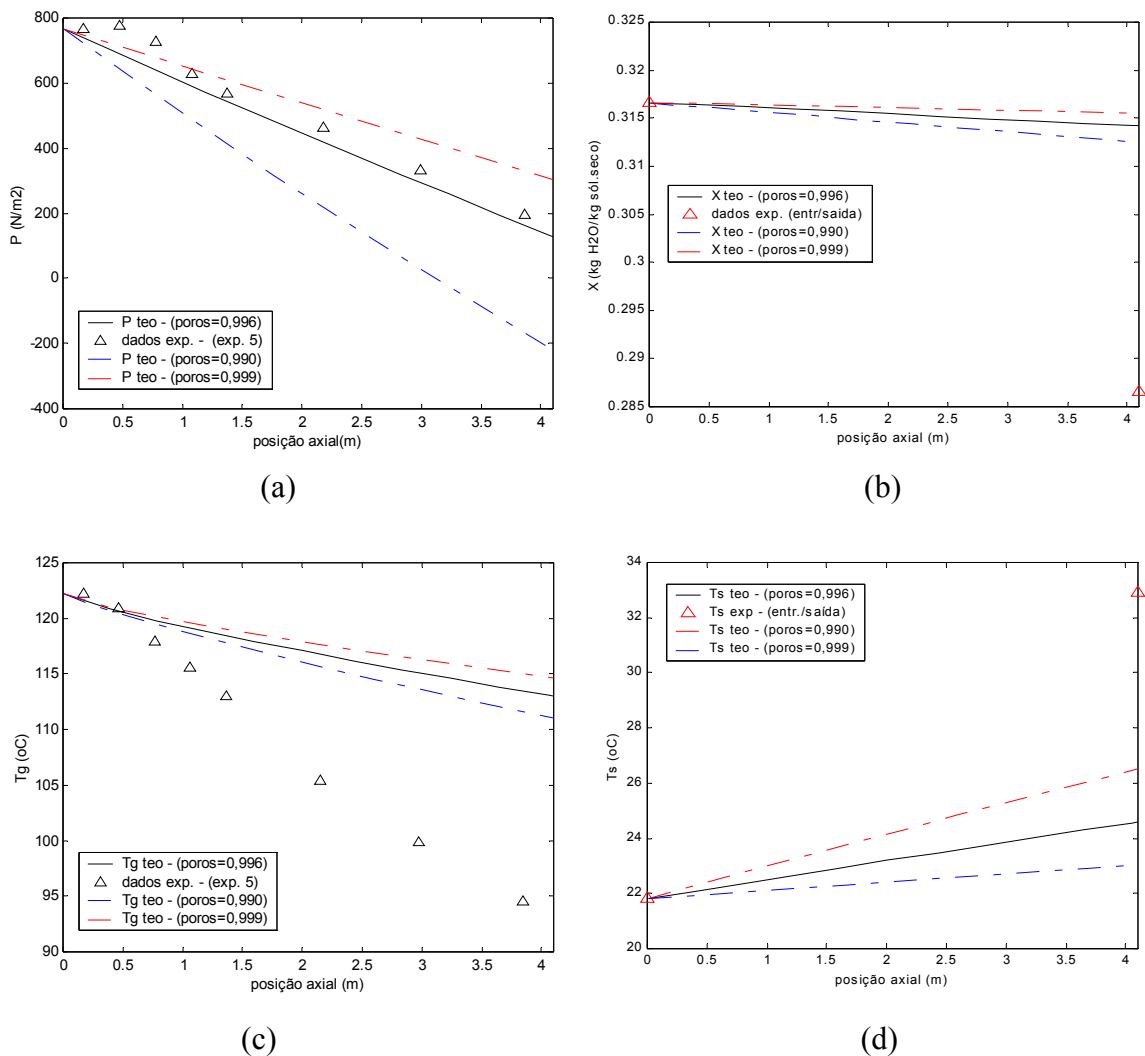 800
600
400
200
0
-200
-400
P (N/m2)
P teo - (poros=0,996)
dados exp. - (exp. 5)
P teo - (poros=0,990)
P teo - (poros=0,999)
0 0.5 1 1.5 2 2.5 3 3.5 4
posição axial(m)
(a)
0.325
0.32
0.315
0.31
0.305
0.3
0.295
0.29
0.285
X (kg H2O/kg sól.seco)
X teo - (poros=0,996)
dados exp. (entr/saída)
X teo - (poros=0,990)
X teo - (poros=0,999)
0 0.5 1 1.5 2 2.5 3 3.5 4
posição axial (m)
(b)
125
120
115
110
105
100
95
90
Tg (oC)
Tg teo - (poros=0,996)
dados exp. - (exp. 5)
Tg teo - (poros=0,990)
Tg teo - (poros=0,999)
0 0.5 1 1.5 2 2.5 3 3.5 4
posição axial (m)
(c)
34
32
30
28
26
24
22
20
Ts (oC)
Ts teo - (poros=0,996)
Ts exp - (entr./saída)
Ts teo - (poros=0,990)
Ts teo - (poros=0,999)
0 0.5 1 1.5 2 2.5 3 3.5 4
posição axial (m)
(d)